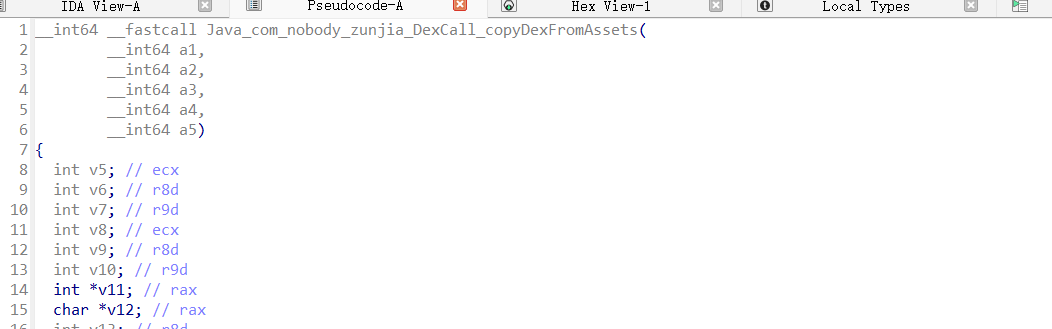 IDA View-A Pseudocode-A Hex View-1 Local Types
1 __int64 __fastcall Java_com_nobody_zunjia_DexCall_copyDexFromAssets(
2 __int64 a1,
3 __int64 a2,
4 __int64 a3,
5 __int64 a4,
6 __int64 a5)
7 {
8 int v5; // ecx
9 int v6; // r8d
10 int v7; // r9d
11 int v8; // ecx
12 int v9; // r8d
13 int v10; // r9d
14 int *v11; // rax
15 char *v12; // rax
16 int v13; // r8d